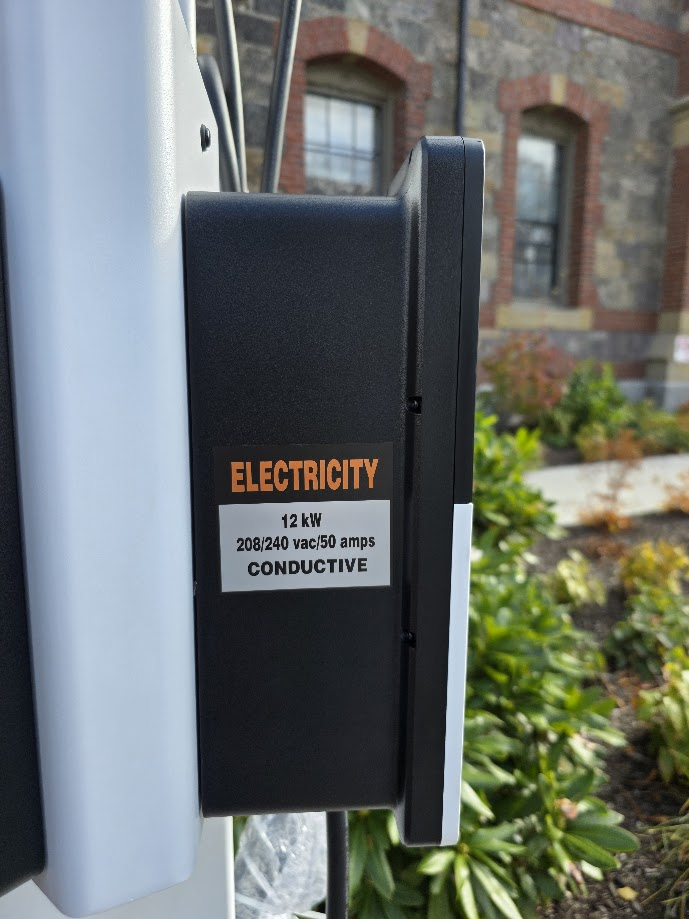 ELECTRICITY
12 kW
208/240 vac/50 amps
CONDUCTIVE